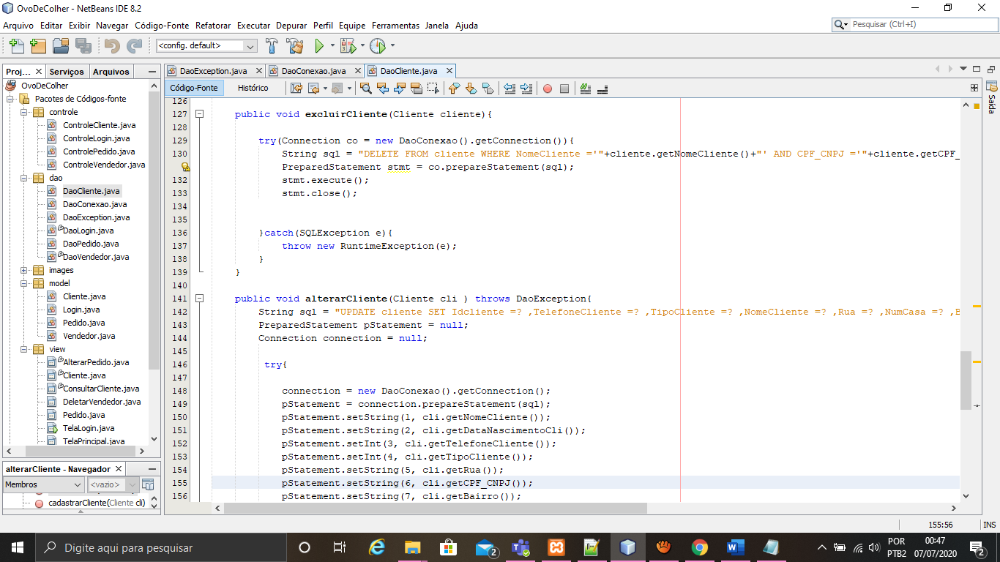 OvoDeColher - NetBeans IDE 8.2
Arquivo Editar Exibir Navegar Código-Fonte Refatorar Executar Depurar Perfil Equipe Ferramentas Janela Ajuda
Pesquisar (Ctrl+I)
<config. default>
Proj... Serviços Arquivos
OvoDeColher
Pacotes de Códigos-fonte
controle
ControleCliente.java
ControleLogin.java
ControlePedido.java
ControleVendedor.java
dao
DaoCliente.java
DaoConexao.java
DaoException.java
DaoLogin.java
DaoPedido.java
DaoVendedor.java
images
model
Cliente.java
Login.java
Pedido.java
Vendedor.java
view
AlterarPedido.java
Cliente.java
ConsultarCliente.java
DeletarVendedor.java
Pedido.java
TelaLogin.java
TelaPrincipal.java
alterarCliente - Navegador
Membros <vazio>
cadastrarCliente(Cliente cli)
DaoException.java DaoConexao.java DaoCliente.java
Código-Fonte Histórico
126
127 public void excluirCliente(Cliente cliente){
128
129 try(Connection co = new DaoConexao().getConnection()){
130 String sql = "DELETE FROM cliente WHERE NomeCliente ='"+cliente.getNomeCliente()+"' AND CPF_CNPJ ='"+cliente.getCPF_
PreparedStatement stmt = co.prepareStatement(sql);
132 stmt.execute();
133 stmt.close();
134
135
136 }catch(SQLException e){
137 throw new RuntimeException(e);
138 }
139 }
140
141 public void alterarCliente(Cliente cli ) throws DaoException{
142 String sql = "UPDATE cliente SET Idcliente =? ,TelefoneCliente =? ,TipoCliente =? ,NomeCliente =? ,Rua =? ,NumCasa =? ,B
143 PreparedStatement pStatement = null;
144 Connection connection = null;
145
146 try{
147
148 connection = new DaoConexao().getConnection();
149 pStatement = connection.prepareStatement(sql);
150 pStatement.setString(1, cli.getNomeCliente());
151 pStatement.setString(2, cli.getDataNascimentoCli());
152 pStatement.setInt(3, cli.getTelefoneCliente());
153 pStatement.setInt(4, cli.getTipoCliente());
154 pStatement.setString(5, cli.getRua());
155 pStatement.setString(6, cli.getCPF_CNPJ());
156 pStatement.setString(7, cli.getBairro());
Saída
155:56 INS
Digite aqui para pesquisar
2
POR
PTB2
00:47
07/07/2020
2